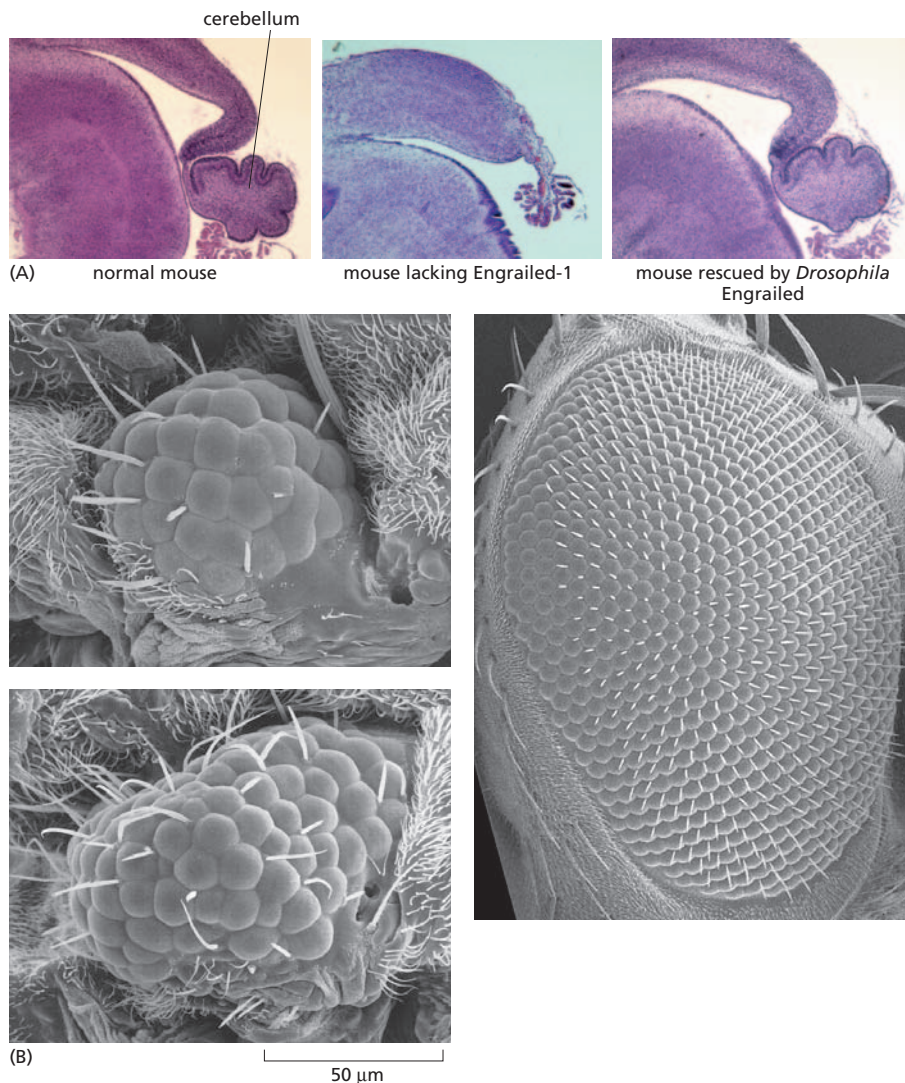 cerebellum
(A)
normal mouse
mouse lacking Engrailed-1
mouse rescued by Drosophila
Engrailed
(B)
50 μm